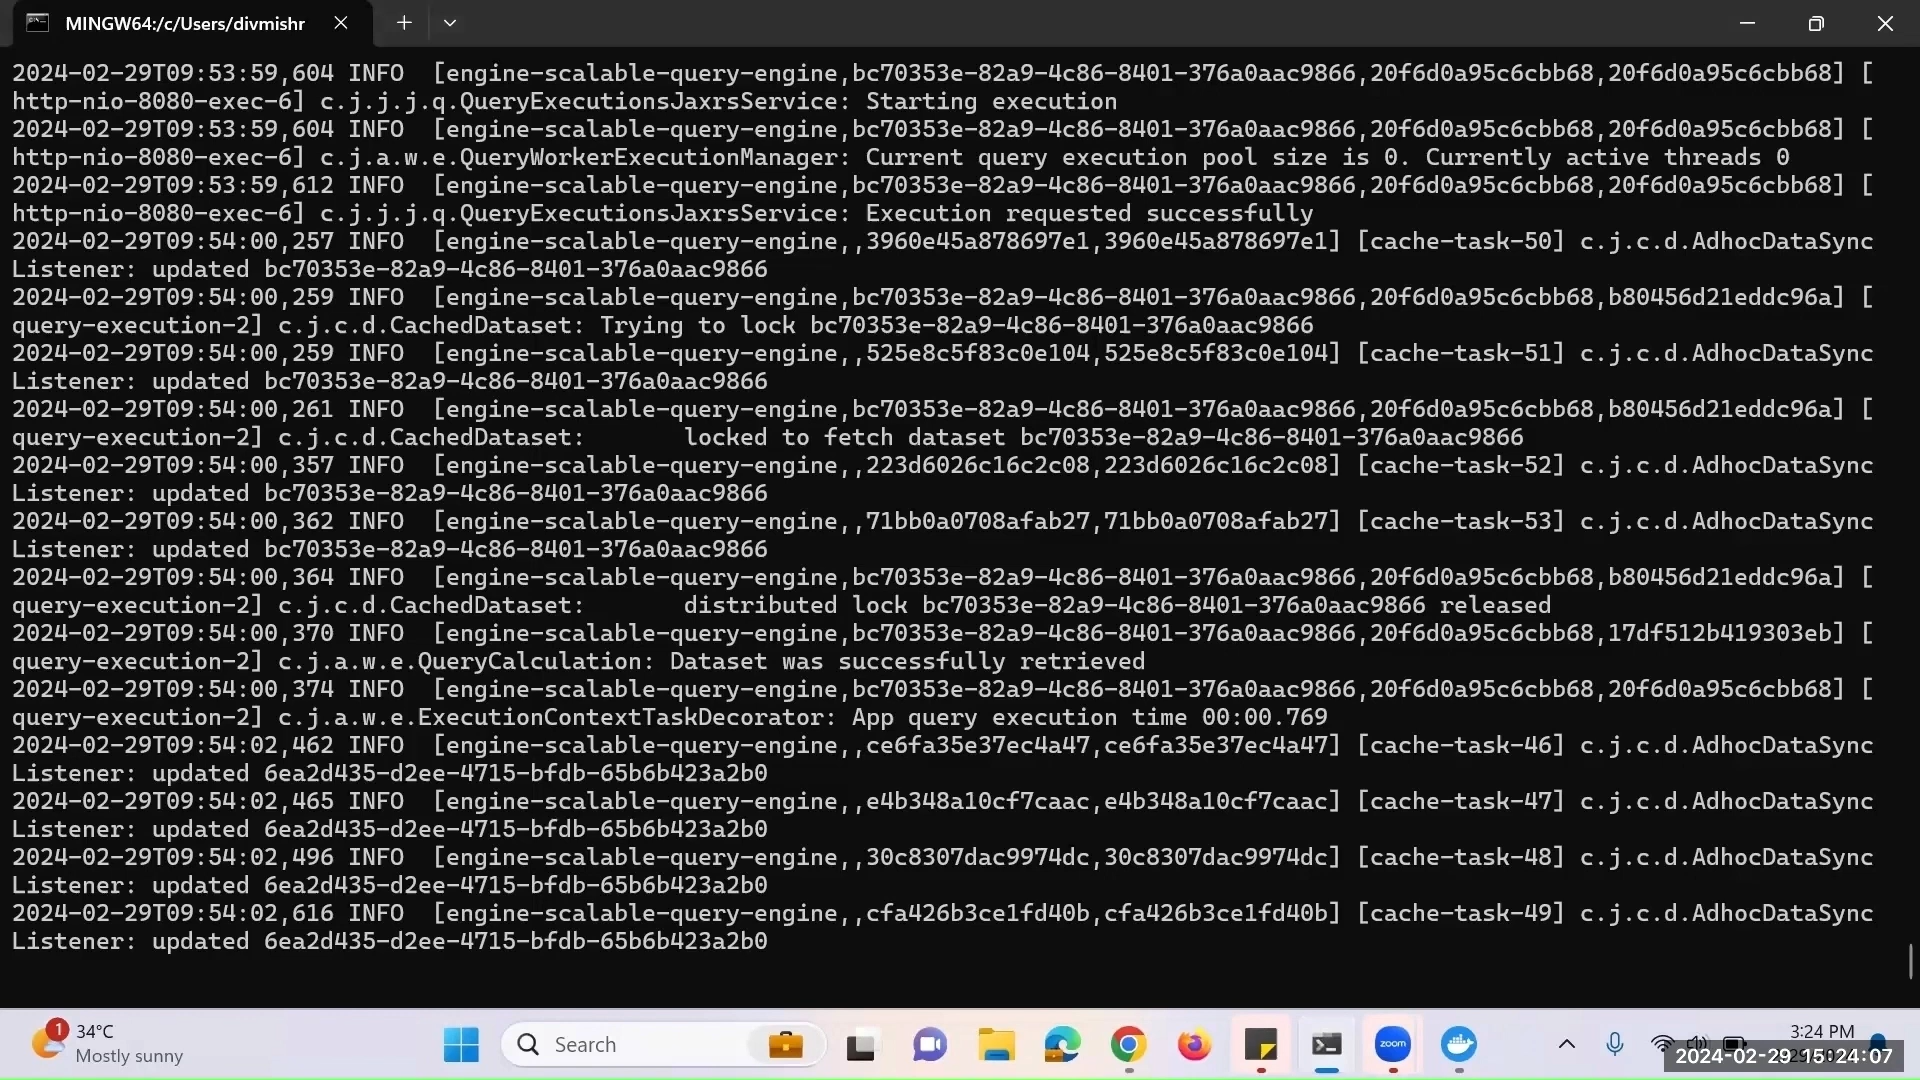 MINGW64:/c/Users/divmishr
2024-02-29T09:53:59,604 INFO  [engine-scalable-query-engine,bc70353e-82a9-4c86-8401-376a0aac9866,20f6d0a95c6cbb68,20f6d0a95c6cbb68] [
http-nio-8080-exec-6] c.j.j.j.q.QueryExecutionsJaxrsService: Starting execution
2024-02-29T09:53:59,604 INFO  [engine-scalable-query-engine,bc70353e-82a9-4c86-8401-376a0aac9866,20f6d0a95c6cbb68,20f6d0a95c6cbb68] [
http-nio-8080-exec-6] c.j.a.w.e.QueryWorkerExecutionManager: Current query execution pool size is 0. Currently active threads 0
2024-02-29T09:53:59,612 INFO  [engine-scalable-query-engine,bc70353e-82a9-4c86-8401-376a0aac9866,20f6d0a95c6cbb68,20f6d0a95c6cbb68] [
http-nio-8080-exec-6] c.j.j.j.q.QueryExecutionsJaxrsService: Execution requested successfully
2024-02-29T09:54:00,257 INFO  [engine-scalable-query-engine,,3960e45a878697e1,3960e45a878697e1] [cache-task-50] c.j.c.d.AdhocDataSync
Listener: updated bc70353e-82a9-4c86-8401-376a0aac9866
2024-02-29T09:54:00,259 INFO  [engine-scalable-query-engine,bc70353e-82a9-4c86-8401-376a0aac9866,20f6d0a95c6cbb68,b80456d21eddc96a] [
query-execution-2] c.j.c.d.CachedDataset: Trying to lock bc70353e-82a9-4c86-8401-376a0aac9866
2024-02-29T09:54:00,259 INFO  [engine-scalable-query-engine,,525e8c5f83c0e104,525e8c5f83c0e104] [cache-task-51] c.j.c.d.AdhocDataSync
Listener: updated bc70353e-82a9-4c86-8401-376a0aac9866
2024-02-29T09:54:00,261 INFO  [engine-scalable-query-engine,bc70353e-82a9-4c86-8401-376a0aac9866,20f6d0a95c6cbb68,b80456d21eddc96a] [
query-execution-2] c.j.c.d.CachedDataset:       locked to fetch dataset bc70353e-82a9-4c86-8401-376a0aac9866
2024-02-29T09:54:00,357 INFO  [engine-scalable-query-engine,,223d6026c16c2c08,223d6026c16c2c08] [cache-task-52] c.j.c.d.AdhocDataSync
Listener: updated bc70353e-82a9-4c86-8401-376a0aac9866
2024-02-29T09:54:00,362 INFO  [engine-scalable-query-engine,,71bb0a0708afab27,71bb0a0708afab27] [cache-task-53] c.j.c.d.AdhocDataSync
Listener: updated bc70353e-82a9-4c86-8401-376a0aac9866
2024-02-29T09:54:00,364 INFO  [engine-scalable-query-engine,bc70353e-82a9-4c86-8401-376a0aac9866,20f6d0a95c6cbb68,b80456d21eddc96a] [
query-execution-2] c.j.c.d.CachedDataset:       distributed lock bc70353e-82a9-4c86-8401-376a0aac9866 released
2024-02-29T09:54:00,370 INFO  [engine-scalable-query-engine,bc70353e-82a9-4c86-8401-376a0aac9866,20f6d0a95c6cbb68,17df512b419303eb] [
query-execution-2] c.j.a.w.e.QueryCalculation: Dataset was successfully retrieved
2024-02-29T09:54:00,374 INFO  [engine-scalable-query-engine,bc70353e-82a9-4c86-8401-376a0aac9866,20f6d0a95c6cbb68,20f6d0a95c6cbb68] [
query-execution-2] c.j.a.w.e.ExecutionContextTaskDecorator: App query execution time 00:00.769
2024-02-29T09:54:02,462 INFO  [engine-scalable-query-engine,,ce6fa35e37ec4a47,ce6fa35e37ec4a47] [cache-task-46] c.j.c.d.AdhocDataSync
Listener: updated 6ea2d435-d2ee-4715-bfdb-65b6b423a2b0
2024-02-29T09:54:02,465 INFO  [engine-scalable-query-engine,,e4b348a10cf7caac,e4b348a10cf7caac] [cache-task-47] c.j.c.d.AdhocDataSync
Listener: updated 6ea2d435-d2ee-4715-bfdb-65b6b423a2b0
2024-02-29T09:54:02,496 INFO  [engine-scalable-query-engine,,30c8307dac9974dc,30c8307dac9974dc] [cache-task-48] c.j.c.d.AdhocDataSync
Listener: updated 6ea2d435-d2ee-4715-bfdb-65b6b423a2b0
2024-02-29T09:54:02,616 INFO  [engine-scalable-query-engine,,cfa426b3ce1fd40b,cfa426b3ce1fd40b] [cache-task-49] c.j.c.d.AdhocDataSync
Listener: updated 6ea2d435-d2ee-4715-bfdb-65b6b423a2b0
1
34°C
Mostly sunny
Search
zoom
3:24 PM
2024-02-29 15:24:07